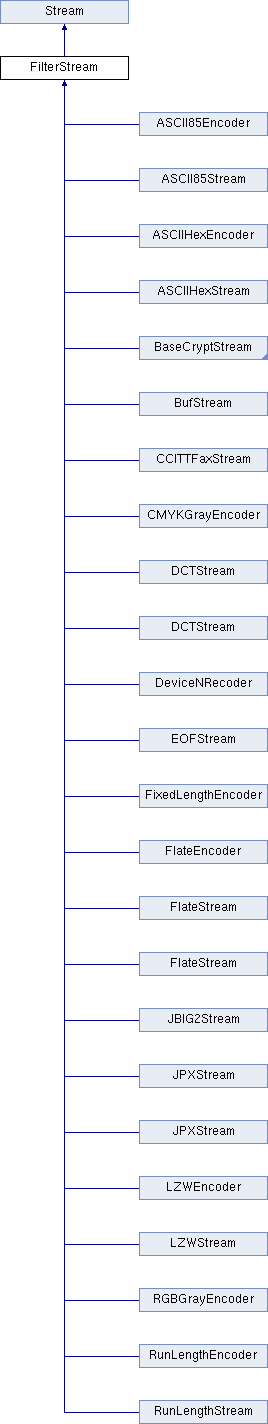 Stream
FilterStream
ASCII85Encoder
ASCII85Stream
ASCIIHexEncoder
ASCIIHexStream
BaseCryptStream
BufStream
CCITTFaxStream
CMYKGrayEncoder
DCTStream
DCTStream
DeviceNRecoder
EOFStream
FixedLengthEncoder
FlateEncoder
FlateStream
FlateStream
JBIG2Stream
JPXStream
JPXStream
LZWEncoder
LZWStream
RGBGrayEncoder
RunLengthEncoder
RunLengthStream